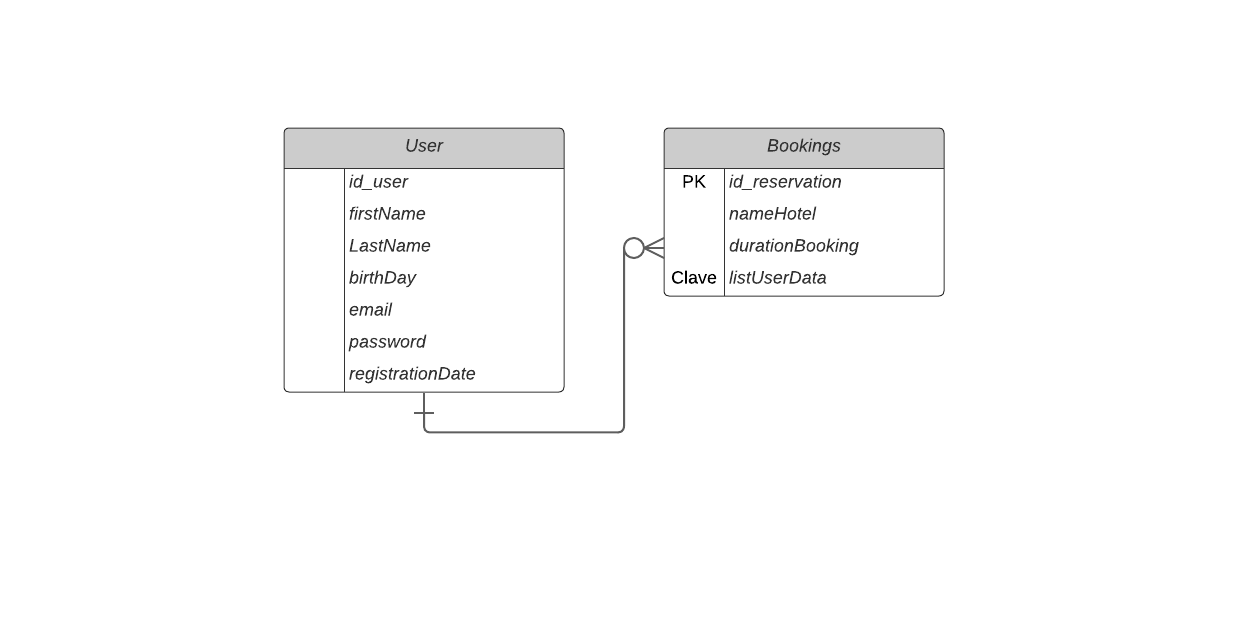 User
id_user
firstName
LastName
birthDay
email
password
registrationDate
Bookings
PK id_reservation
nameHotel
durationBooking
Clave listUserData